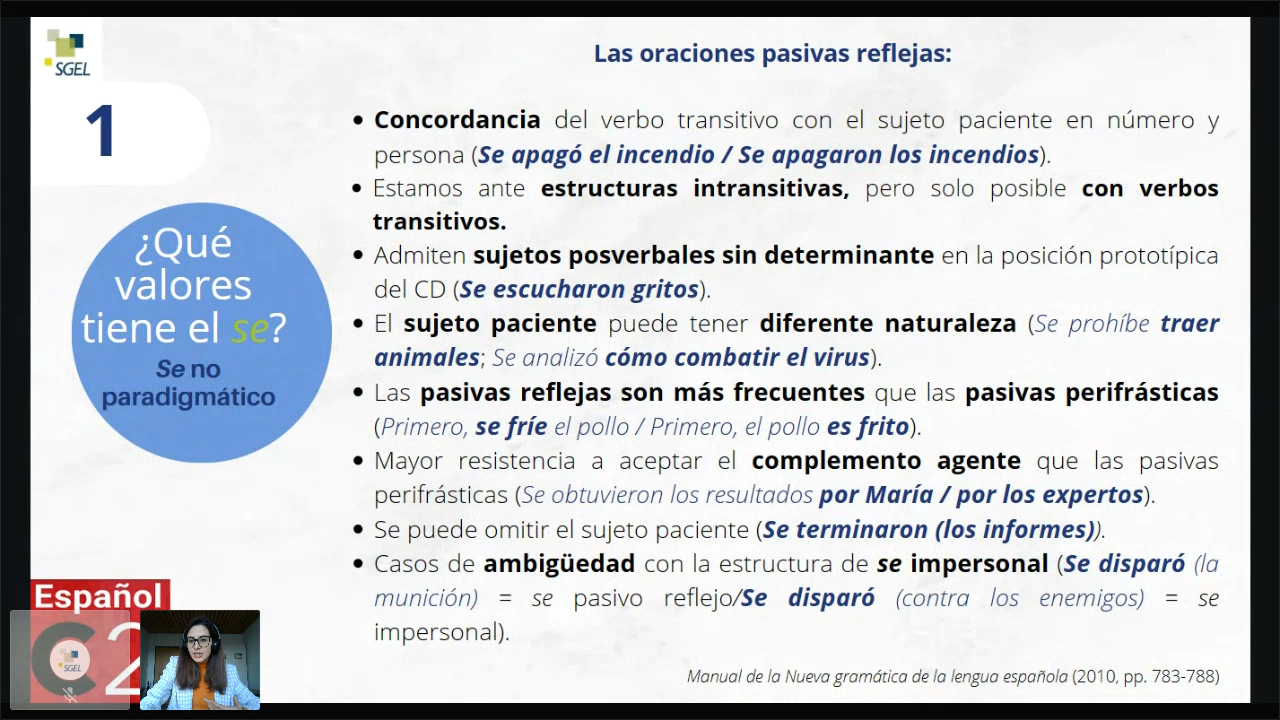 SGEL
Las oraciones pasivas reflejas:
1
Concordancia del verbo transitivo con el sujeto paciente en número y
persona (Se apagó el incendio / Se apagaron los incendios).
Estamos ante estructuras intransitivas, pero solo posible con verbos
transitivos.
Admiten sujetos posverbales sin determinante en la posición prototípica
del CD (Se escucharon gritos).
El sujeto paciente puede tener diferente naturaleza (Se prohíbe traer
animales; Se analizó cómo combatir el virus).
Las pasivas reflejas son más frecuentes que las pasivas perifrásticas
(Primero, se fríe el pollo / Primero, el pollo es frito).
Mayor resistencia a aceptar el complemento agente que las pasivas
perifrásticas (Se obtuvieron los resultados por María / por los expertos).
Se puede omitir el sujeto paciente (Se terminaron (los informes)).
Casos de ambigüedad con la estructura de se impersonal (Se disparó (la
munición) = se pasivo reflejo/Se disparó (contra los enemigos) = se
impersonal).
¿Qué
valores
tiene el se?
Se no
paradigmático
Español
C2
SGEL
Manual de la Nueva gramática de la lengua española (2010, pp. 783-788)